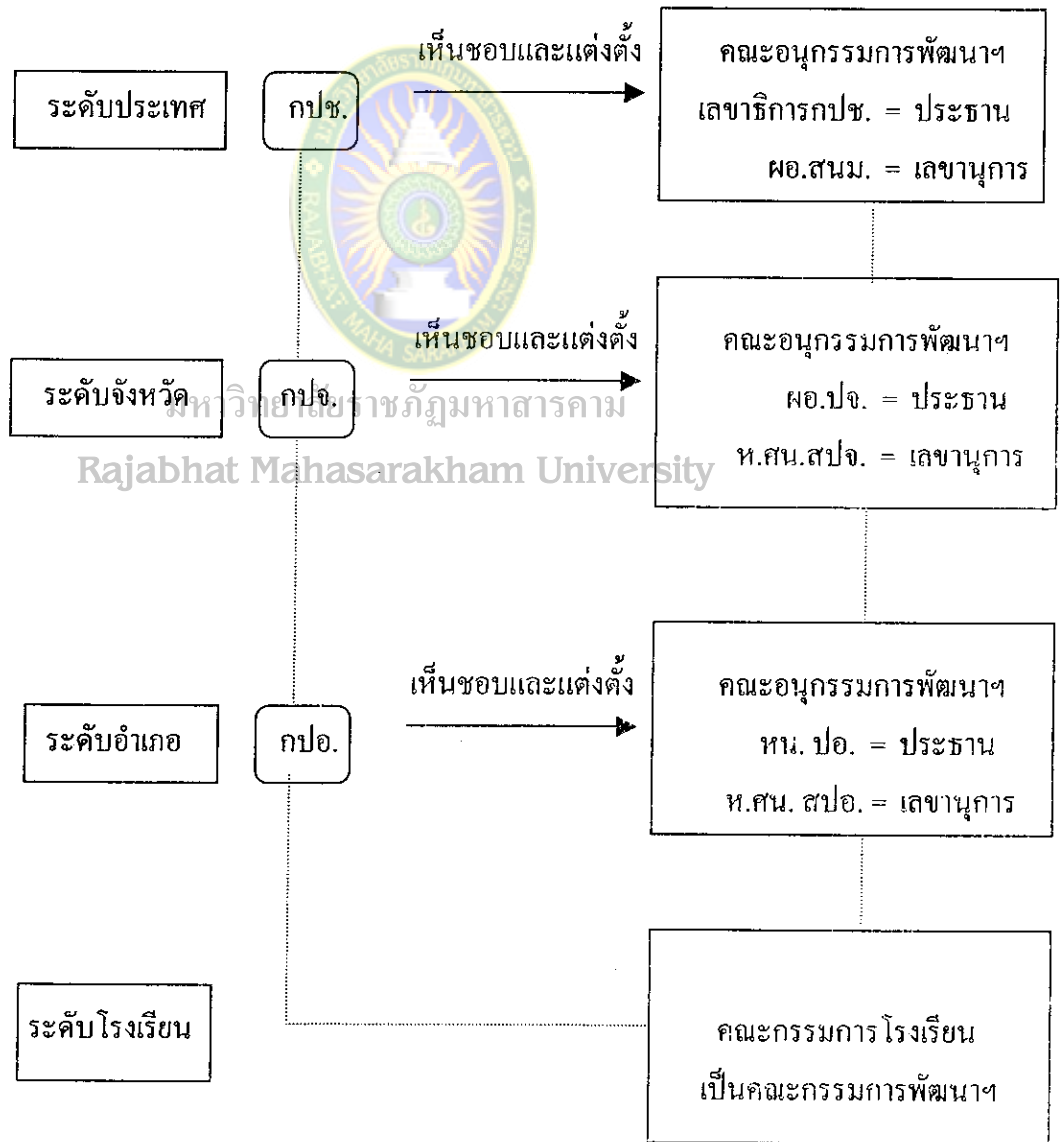 เห็นชอบและแต่งตั้ง
ระดับประเทศ
กปช.
คณะอนุกรรมการพัฒนาฯ
เลขาธิการกปช. = ประธาน
ผอ.สนม. = เลขานุการ
RAJABHAT MAHA SARAKHAM UNIVERSITY
เห็นชอบและแต่งตั้ง
ระดับจังหวัด
กปจ.
คณะอนุกรรมการพัฒนาฯ
ผอ.ปจ. = ประธาน
ห.ศน.สปจ. = เลขานุการ
มหาวิทยาลัยราชภัฏมหาสารคาม
Rajabhat Mahasarakham University
เห็นชอบและแต่งตั้ง
ระดับอำเภอ
กปอ.
คณะอนุกรรมการพัฒนาฯ
หน. ปอ. = ประธาน
ห.ศน. สปอ. = เลขานุการ
ระดับโรงเรียน
คณะกรรมการโรงเรียน
เป็นคณะกรรมการพัฒนาฯ